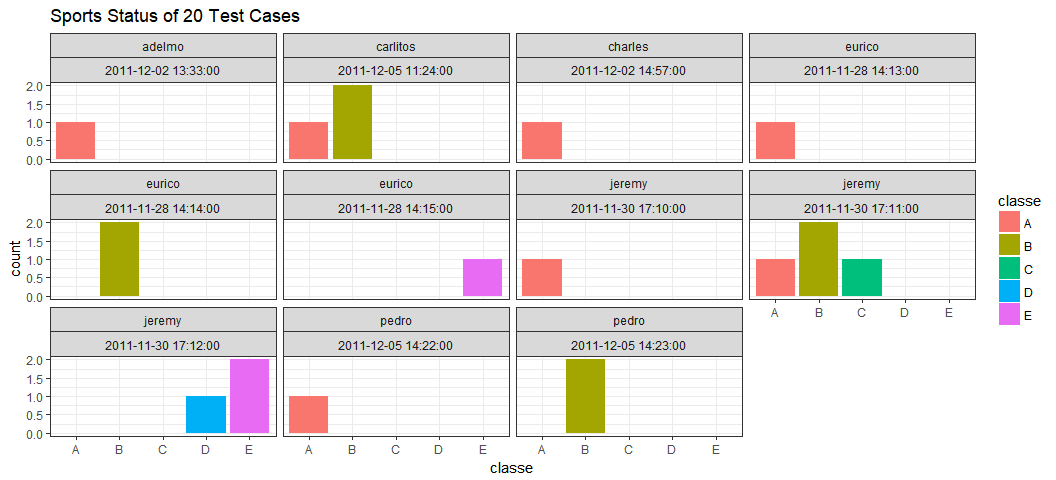 Sports Status of 20 Test Cases
adelmo carlitos charles eurico
2011-12-02 13:33:00 2011-12-05 11:24:00 2011-12-02 14:57:00 2011-11-28 14:13:00
2.0
1.5
1.0
0.5
0.0
eurico eurico jeremy jeremy
2011-11-28 14:14:00 2011-11-28 14:15:00 2011-11-30 17:10:00 2011-11-30 17:11:00
2.0
1.5
1.0
0.5
0.0
A B C D E
jeremy pedro pedro
2011-11-30 17:12:00 2011-12-05 14:22:00 2011-12-05 14:23:00
2.0
1.5
1.0
0.5
0.0
A B C D E A B C D E A B C D E
classe
count
classe
A
B
C
D
E